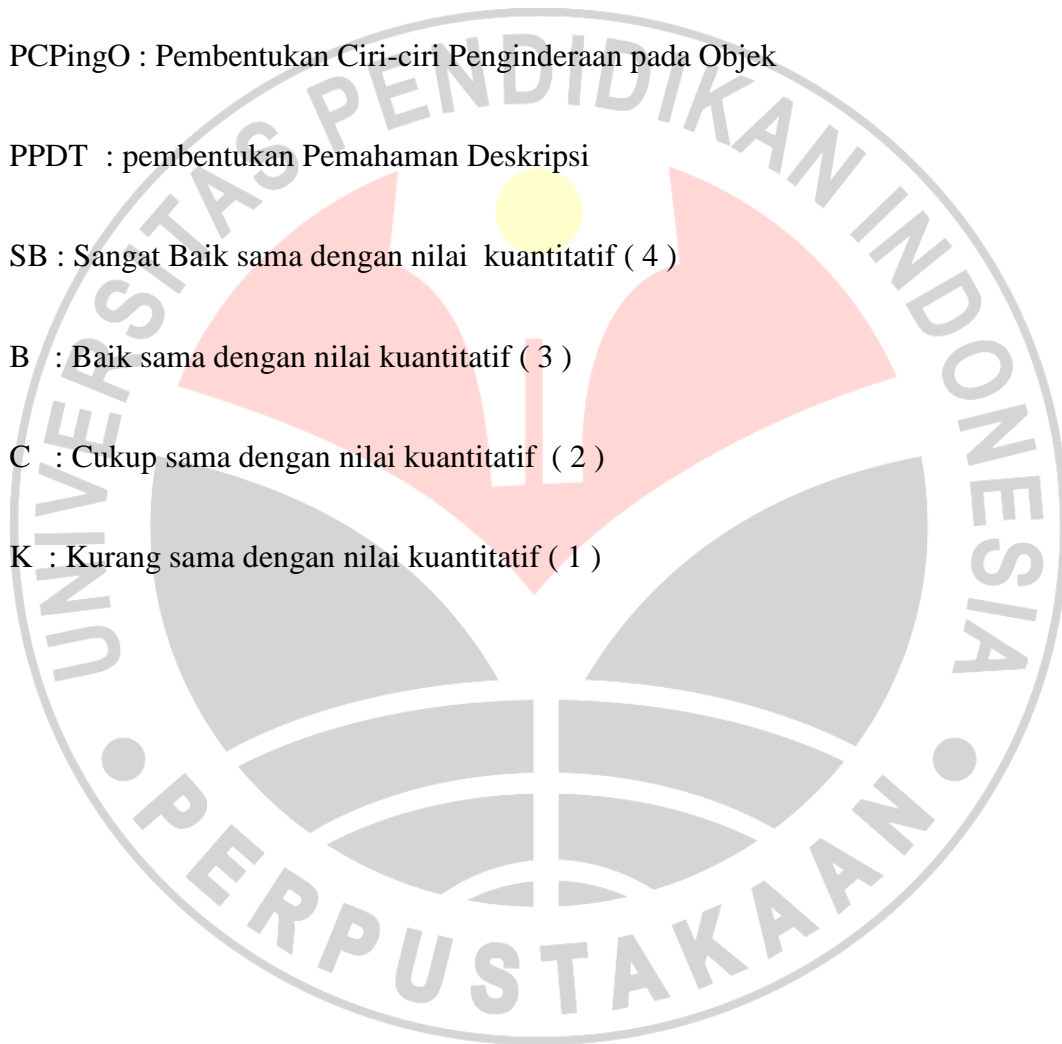 PCPingO : Pembentukan Ciri-ciri Penginderaan pada Objek
PPDT : pembentukan Pemahaman Deskripsi
SB : Sangat Baik sama dengan nilai kuantitatif ( 4 )
B : Baik sama dengan nilai kuantitatif ( 3 )
C : Cukup sama dengan nilai kuantitatif ( 2 )
K : Kurang sama dengan nilai kuantitatif ( 1 )
UNIVERSITAS PENDIDIKAN INDONESIA
PERPUSTAKAAN